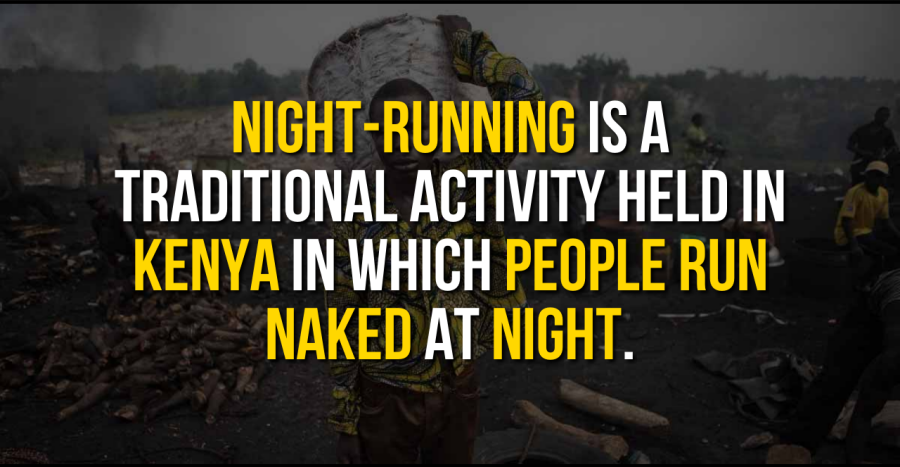 NIGHT-RUNNING IS A
TRADITIONAL ACTIVITY HELD IN
KENYA IN WHICH PEOPLE RUN
NAKED AT NIGHT.